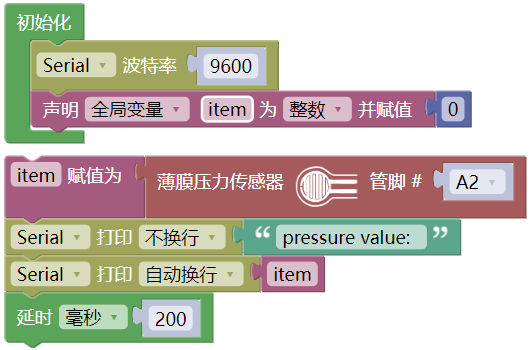 初始化
Serial 波特率 9600
声明 全局变量 item 为 整数 并赋值 0
item 赋值为 薄膜压力传感器 管脚 # A2
Serial 打印 不换行 “ pressure value: ”
Serial 打印 自动换行 item
延时 毫秒 200